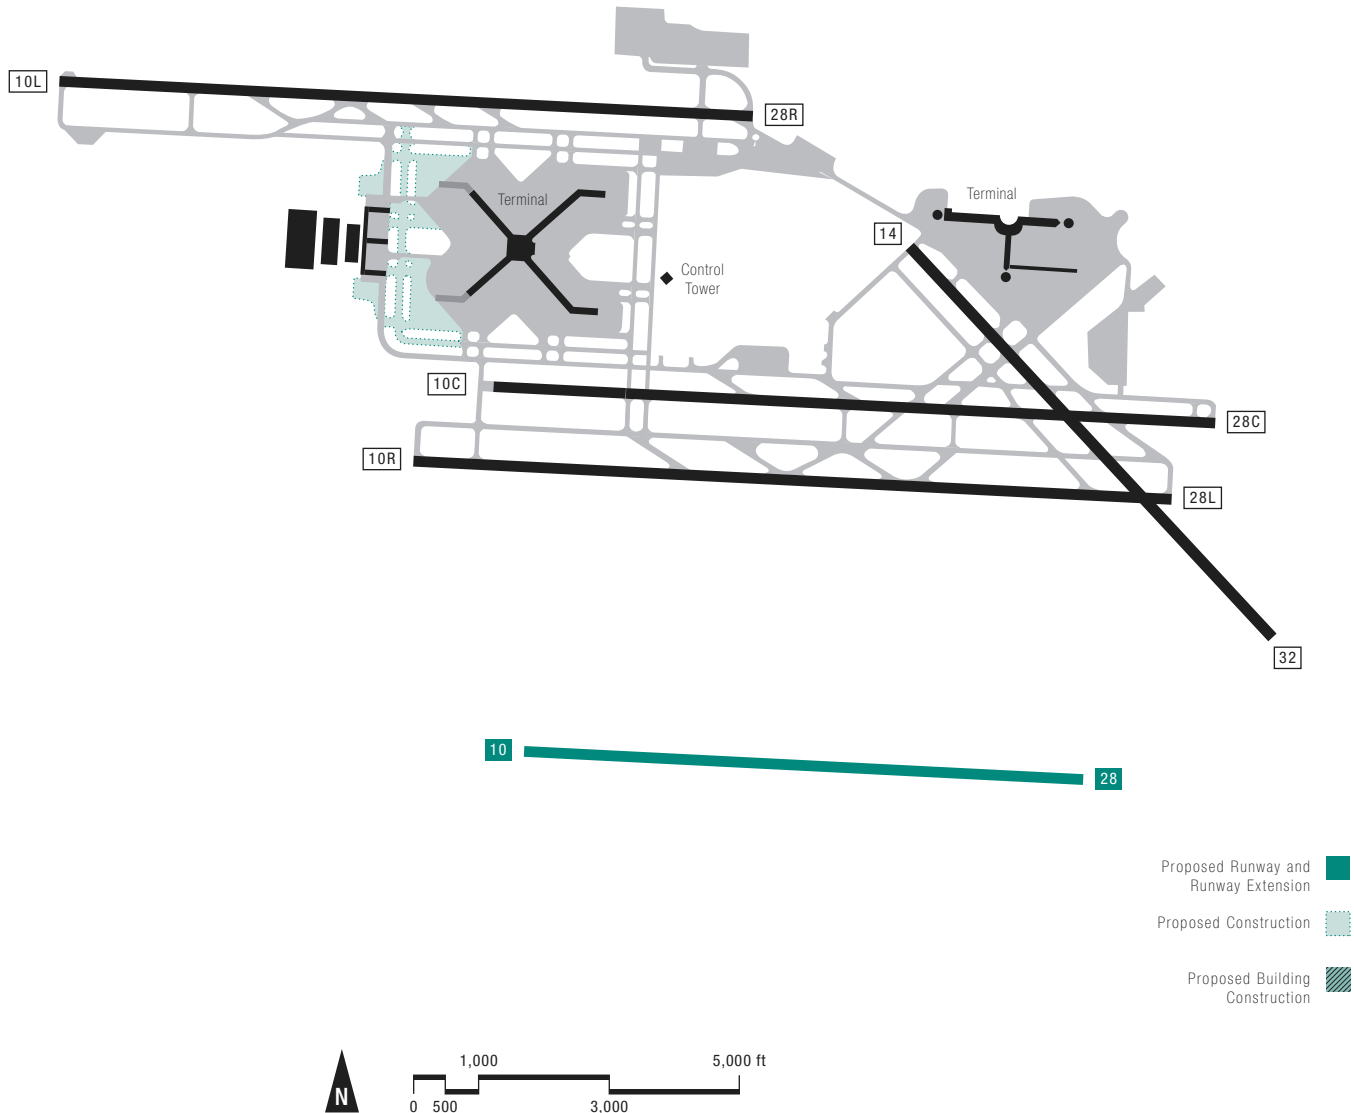 10L
28R
Terminal
Terminal
14
Control
Tower
10C
28C
10R
28L
32
10
28
Proposed Runway and
Runway Extension
Proposed Construction
Proposed Building
Construction
1,000
5,000 ft
N
0
500
3,000